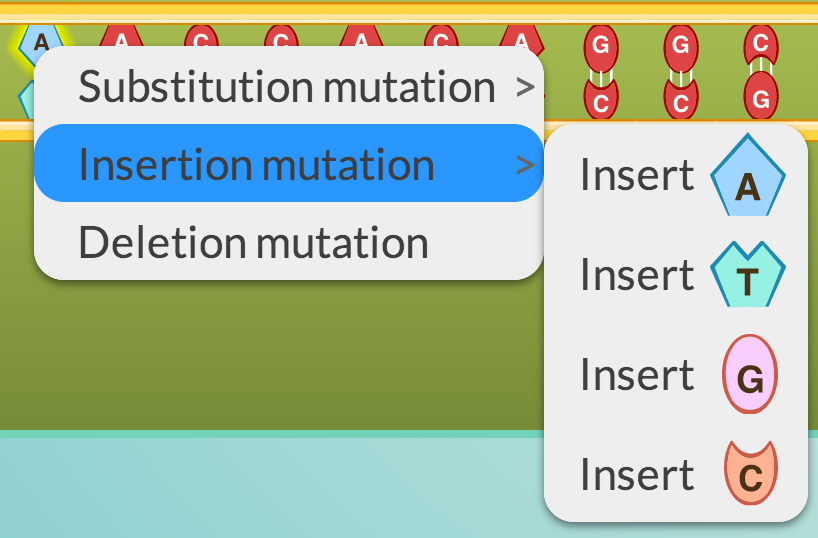 A A C C A C A G G C
C C G
Substitution mutation >
Insertion mutation >
Deletion mutation
Insert A
Insert T
Insert G
Insert C